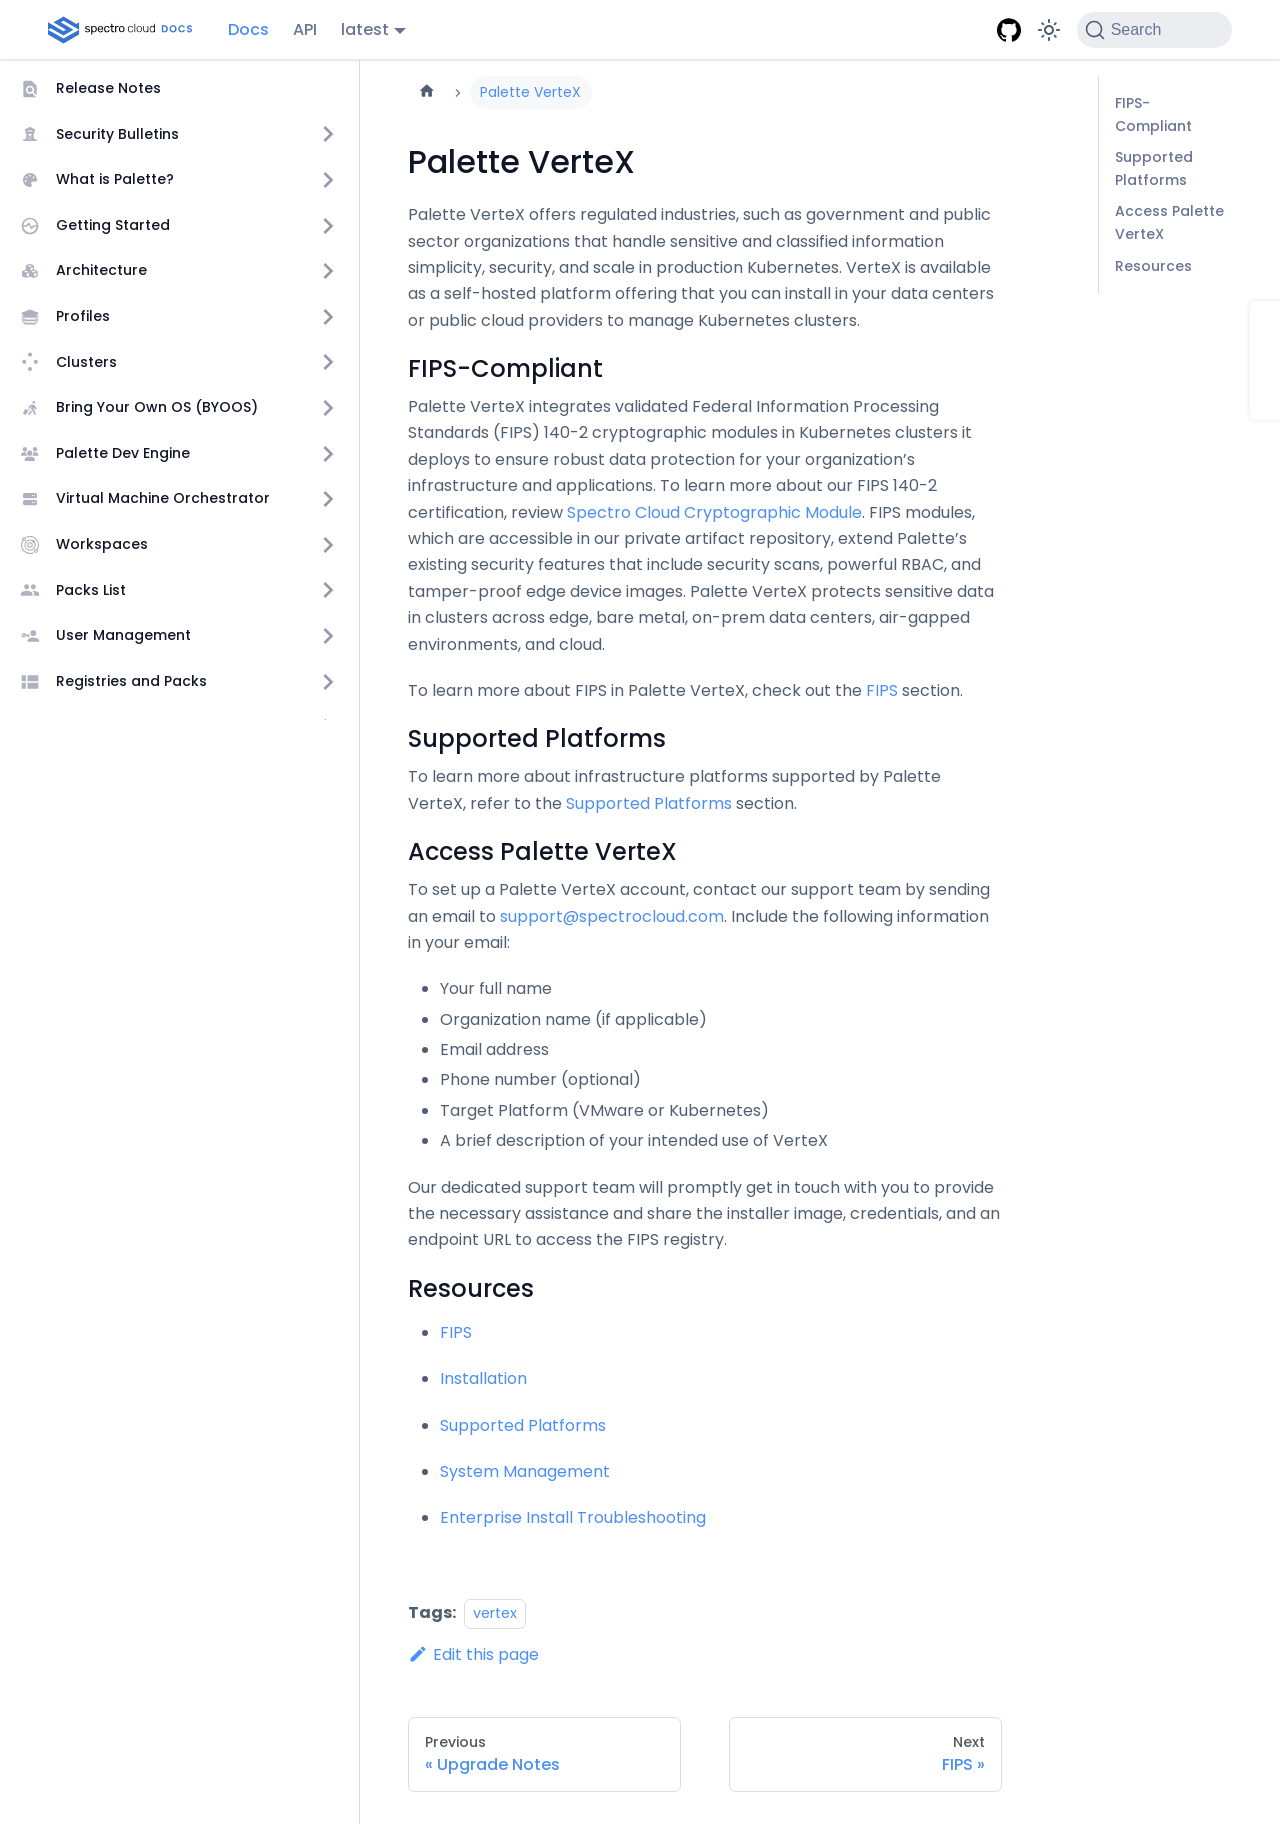 spectro cloud DOCS
Docs
API
latest
Search
Release Notes
Security Bulletins
What is Palette?
Getting Started
Architecture
Profiles
Clusters
Bring Your Own OS (BYOOS)
Palette Dev Engine
Virtual Machine Orchestrator
Workspaces
Packs List
User Management
Registries and Packs
Palette VerteX
Palette VerteX
Palette VerteX offers regulated industries, such as government and public
sector organizations that handle sensitive and classified information
simplicity, security, and scale in production Kubernetes. VerteX is available
as a self-hosted platform offering that you can install in your data centers
or public cloud providers to manage Kubernetes clusters.
FIPS-Compliant
Palette VerteX integrates validated Federal Information Processing
Standards (FIPS) 140-2 cryptographic modules in Kubernetes clusters it
deploys to ensure robust data protection for your organization’s
infrastructure and applications. To learn more about our FIPS 140-2
certification, review Spectro Cloud Cryptographic Module. FIPS modules,
which are accessible in our private artifact repository, extend Palette’s
existing security features that include security scans, powerful RBAC, and
tamper-proof edge device images. Palette VerteX protects sensitive data
in clusters across edge, bare metal, on-prem data centers, air-gapped
environments, and cloud.
To learn more about FIPS in Palette VerteX, check out the FIPS section.
Supported Platforms
To learn more about infrastructure platforms supported by Palette
VerteX, refer to the Supported Platforms section.
Access Palette VerteX
To set up a Palette VerteX account, contact our support team by sending
an email to support@spectrocloud.com. Include the following information
in your email:
Your full name
Organization name (if applicable)
Email address
Phone number (optional)
Target Platform (VMware or Kubernetes)
A brief description of your intended use of VerteX
Our dedicated support team will promptly get in touch with you to provide
the necessary assistance and share the installer image, credentials, and an
endpoint URL to access the FIPS registry.
Resources
FIPS
Installation
Supported Platforms
System Management
Enterprise Install Troubleshooting
Tags: vertex
Edit this page
Previous
« Upgrade Notes
Next
FIPS »
FIPS-
Compliant
Supported
Platforms
Access Palette
VerteX
Resources